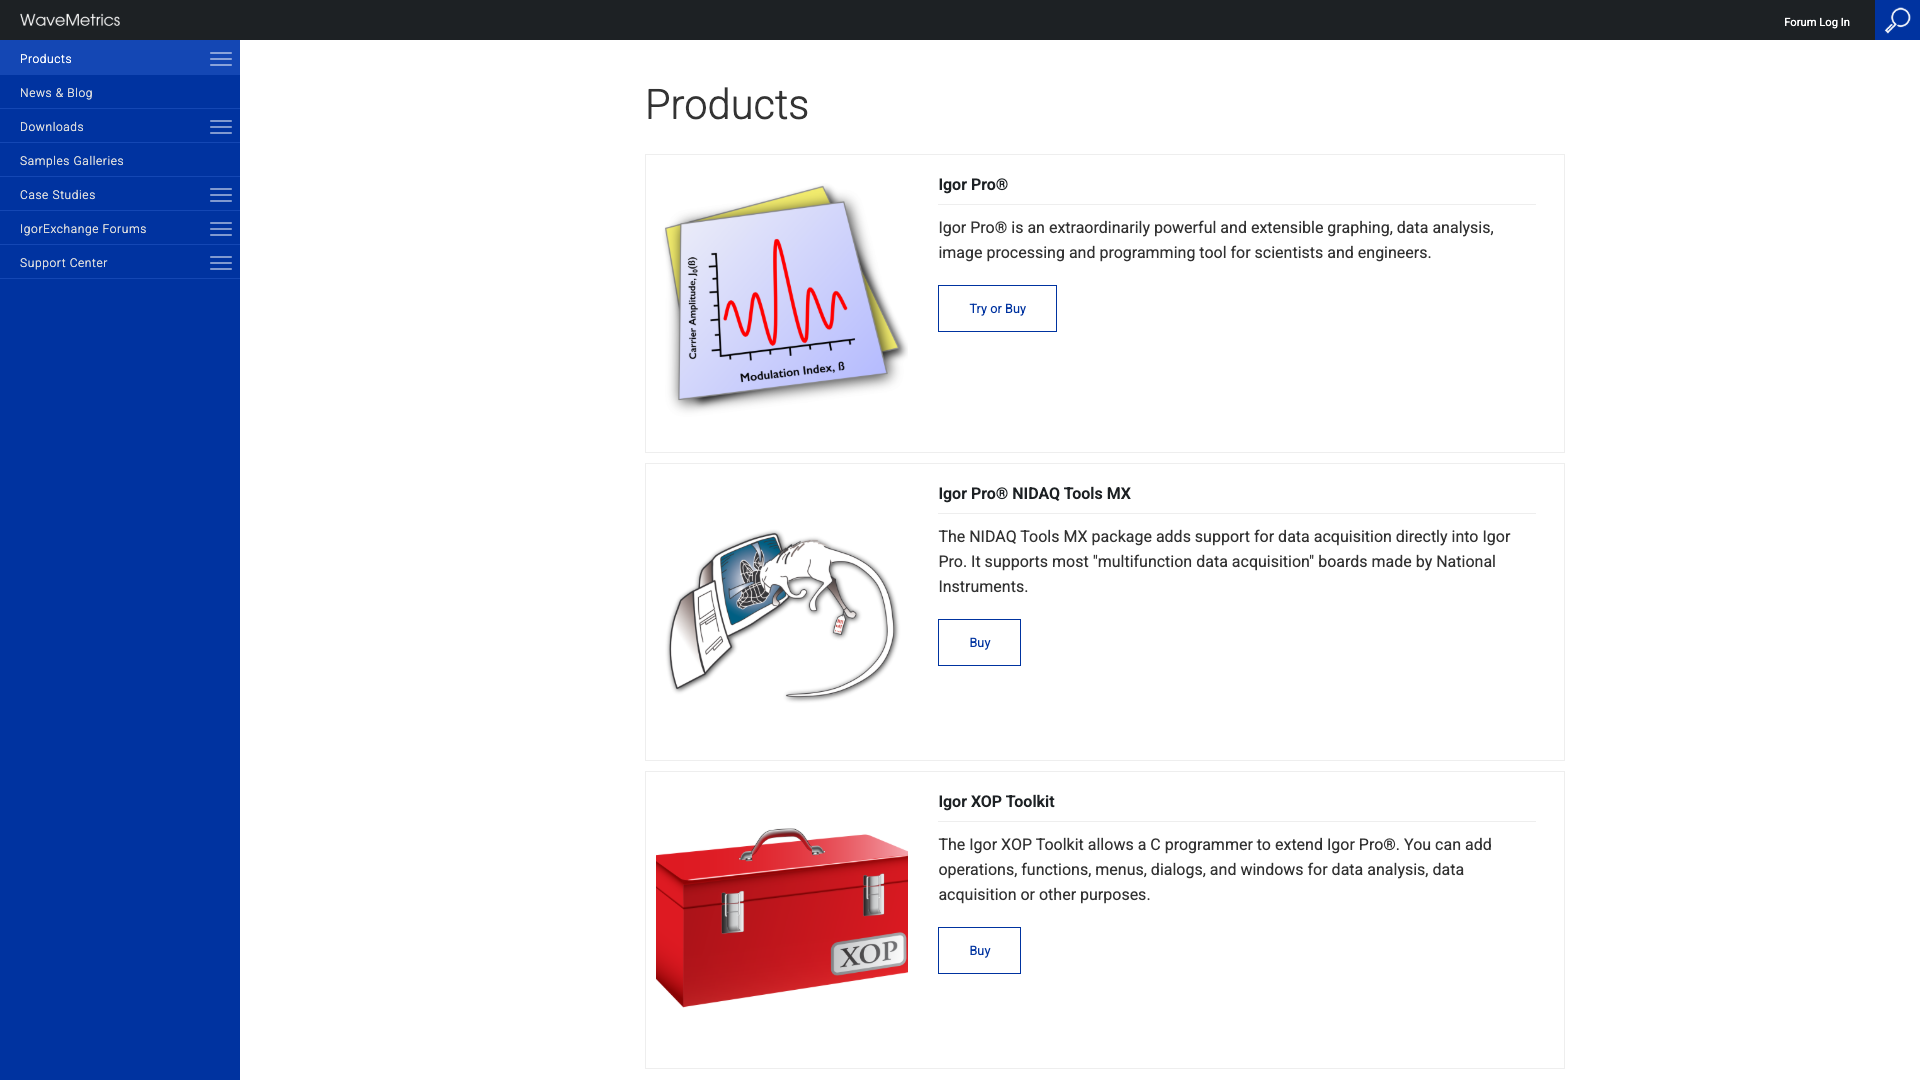 WaveMetrics
Forum Log In
Products
News & Blog
Downloads
Samples Galleries
Case Studies
IgorExchange Forums
Support Center
Products
Carrier Amplitude, J₀(ß)
Modulation Index, ß
Igor Pro®
Igor Pro® is an extraordinarily powerful and extensible graphing, data analysis,
image processing and programming tool for scientists and engineers.
Try or Buy
Igor Pro® NIDAQ Tools MX
The NIDAQ Tools MX package adds support for data acquisition directly into Igor
Pro. It supports most "multifunction data acquisition" boards made by National
Instruments.
Buy
XOP
Igor XOP Toolkit
The Igor XOP Toolkit allows a C programmer to extend Igor Pro®. You can add
operations, functions, menus, dialogs, and windows for data analysis, data
acquisition or other purposes.
Buy